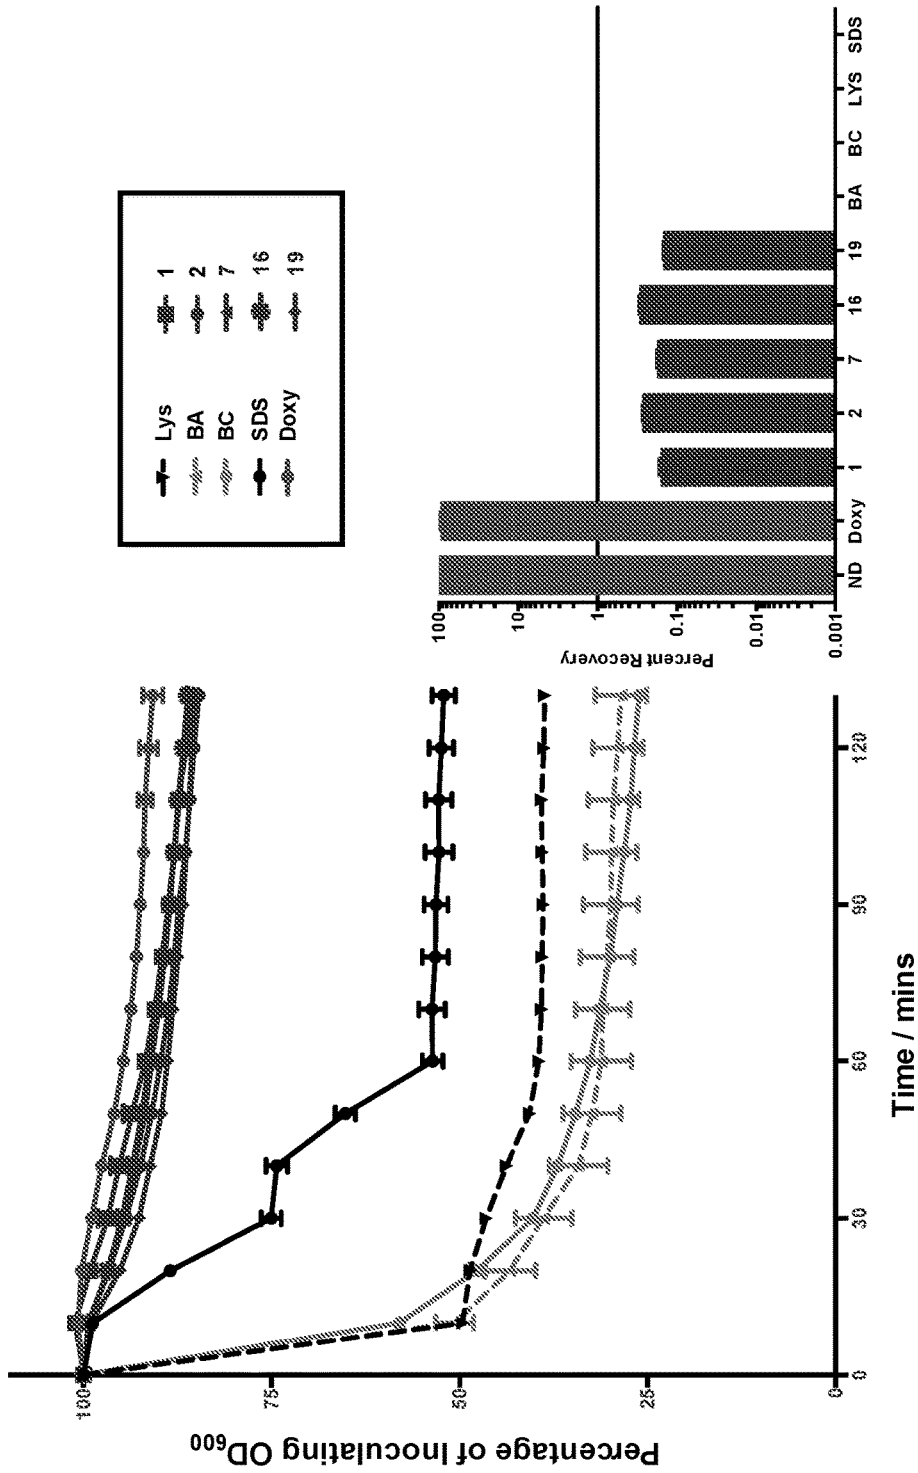 Percentage of Inoculating OD600
100
75
50
25
0
0
30
60
90
120
Time / mins
Lys
BA
BC
SDS
Doxy
1
2
7
16
19
Percent Recovery
100
10
1
0.1
0.01
0.001
ND
Doxy
1
2
7
16
19
BA
BC
LYS
SDS